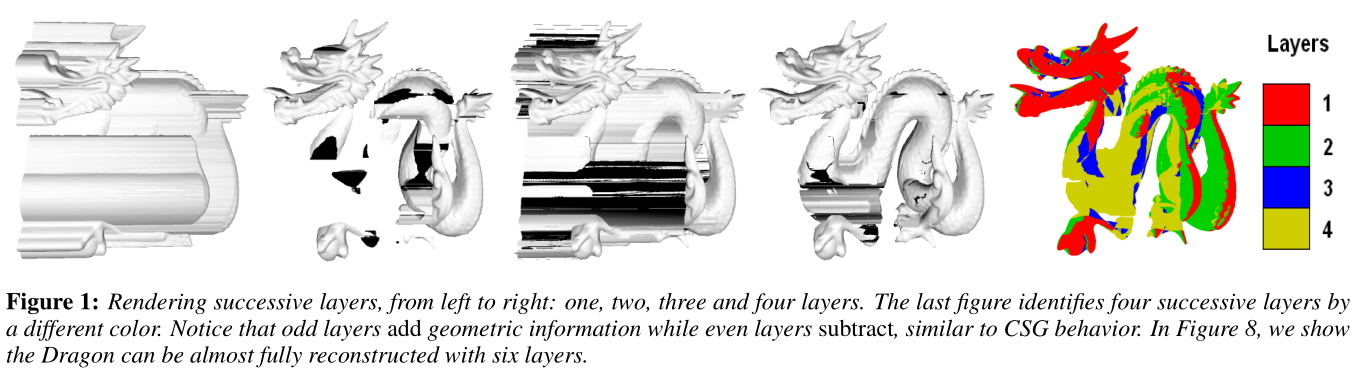 Layers
1
2
3
4
Figure 1: Rendering successive layers, from left to right: one, two, three and four layers. The last figure identifies four successive layers by
a different color. Notice that odd layers add geometric information while even layers subtract, similar to CSG behavior. In Figure 8, we show
the Dragon can be almost fully reconstructed with six layers.